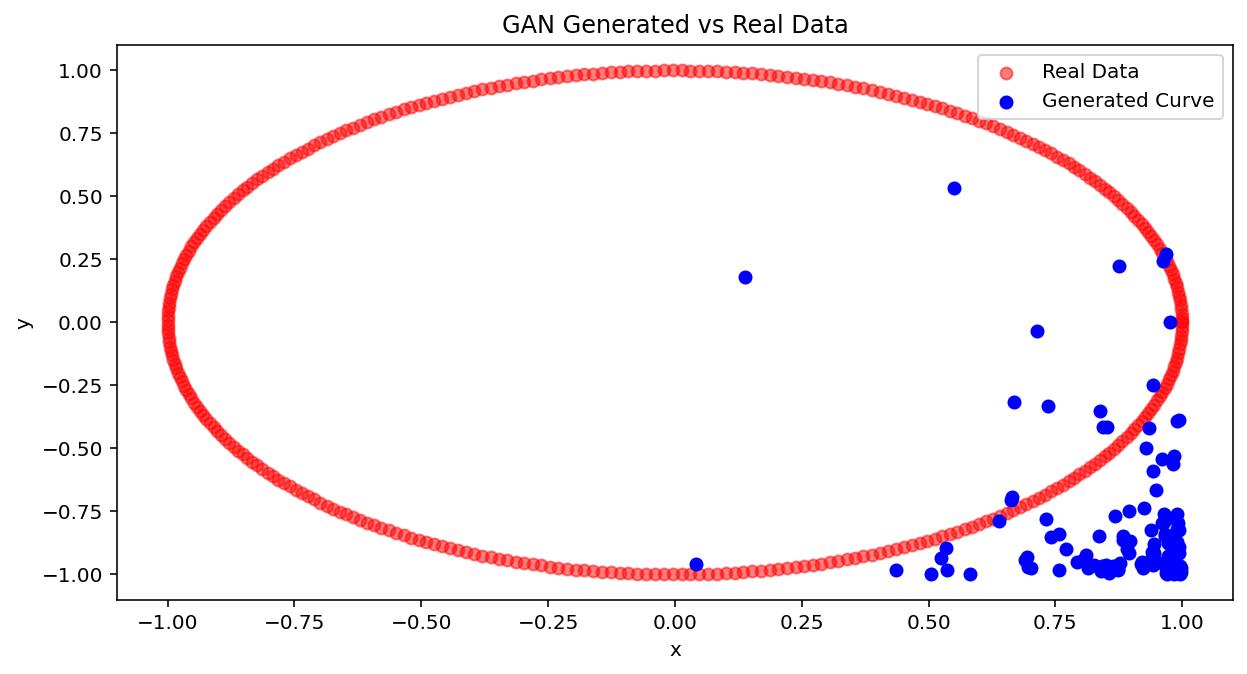 GAN Generated vs Real Data
Real Data
Generated Curve
1.00
0.75
0.50
0.25
0.00
−0.25
−0.50
−0.75
−1.00
y
−1.00 −0.75 −0.50 −0.25 0.00 0.25 0.50 0.75 1.00
x